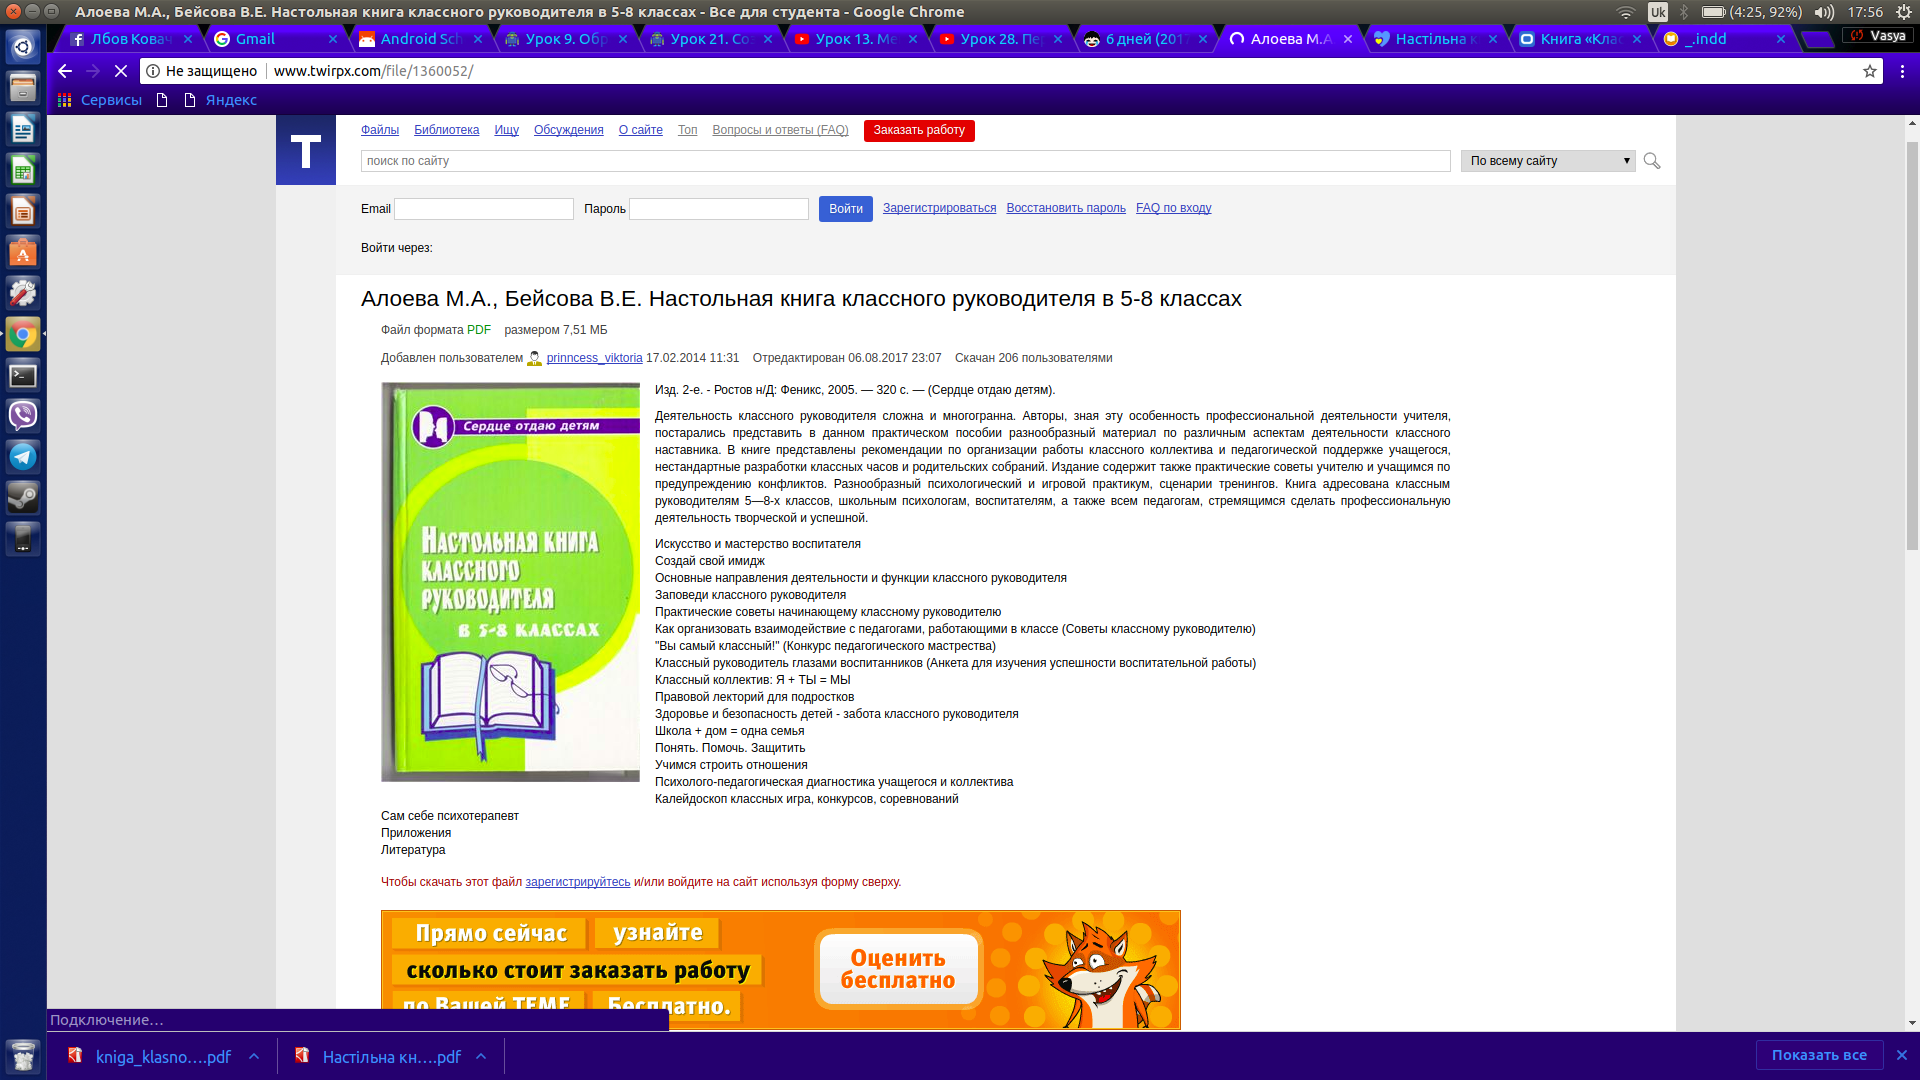 Алоева М.А., Бейсова В.Е. Настольная книга классного руководителя в 5-8 классах - Все для студента - Google Chrome
Uk
(4:25, 92%)
17:56
Лбов Ковач
Gmail
Android Sch
Урок 9. Обр
Урок 21. Со
Урок 13. Ме
Урок 28. Пе
6 дней (2017
Алоева М.А
Настільна к
Книга «Клас
_.indd
Vasya
Не защищено
www.twirpx.com/file/1360052/
Сервисы
Яндекс
T
Файлы Библиотека Ищу Обсуждения О сайте Топ Вопросы и ответы (FAQ) Заказать работу
поиск по сайту
По всему сайту
Email
Пароль
Войти
Зарегистрироваться Восстановить пароль FAQ по входу
Войти через:
Алоева М.А., Бейсова В.Е. Настольная книга классного руководителя в 5-8 классах
Файл формата PDF размером 7,51 МБ
Добавлен пользователем prinncess_viktoria 17.02.2014 11:31 Отредактирован 06.08.2017 23:07 Скачан 206 пользователями
Сердце отдаю детям
Настольная книга
классного
руководителя
в 5-8 классах
Изд. 2-е. - Ростов н/Д: Феникс, 2005. — 320 с. — (Сердце отдаю детям).
Деятельность классного руководителя сложна и многогранна. Авторы, зная эту особенность профессиональной деятельности учителя,
постарались представить в данном практическом пособии разнообразный материал по различным аспектам деятельности классного
наставника. В книге представлены рекомендации по организации работы классного коллектива и педагогической поддержке учащегося,
нестандартные разработки классных часов и родительских собраний. Издание содержит также практические советы учителю и учащимся по
предупреждению конфликтов. Разнообразный психологический и игровой практикум, сценарии тренингов. Книга адресована классным
руководителям 5—8-х классов, школьным психологам, воспитателям, а также всем педагогам, стремящимся сделать профессиональную
деятельность творческой и успешной.
Искусство и мастерство воспитателя
Создай свой имидж
Основные направления деятельности и функции классного руководителя
Заповеди классного руководителя
Практические советы начинающему классному руководителю
Как организовать взаимодействие с педагогами, работающими в классе (Советы классному руководителю)
"Вы самый классный!" (Конкурс педагогического мастрества)
Классный руководитель глазами воспитанников (Анкета для изучения успешности воспитательной работы)
Классный коллектив: Я + ТЫ = МЫ
Правовой лекторий для подростков
Здоровье и безопасность детей - забота классного руководителя
Школа + дом = одна семья
Понять. Помочь. Защитить
Учимся строить отношения
Психолого-педагогическая диагностика учащегося и коллектива
Калейдоскоп классных игра, конкурсов, соревнований
Сам себе психотерапевт
Приложения
Литература
Чтобы скачать этот файл зарегистрируйтесь и/или войдите на сайт используя форму сверху.
Прямо сейчас узнайте
сколько стоит заказать работу
по Вашей ТЕМЕ Бесплатно.
Оценить
бесплатно
Подключение...
kniga_klasno....pdf
Настільна кн....pdf
Показать все